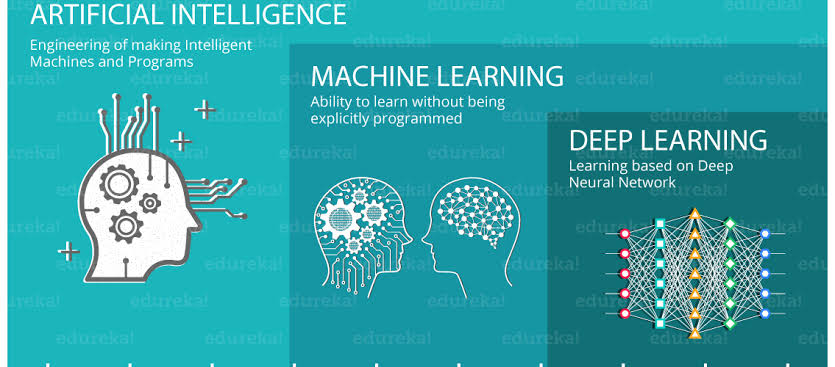 ARTIFICIAL INTELLIGENCE
Engineering of making Intelligent
Machines and Programs
MACHINE LEARNING
Ability to learn without being
explicitly programmed
DEEP LEARNING
Learning based on Deep
Neural Network
edureka!